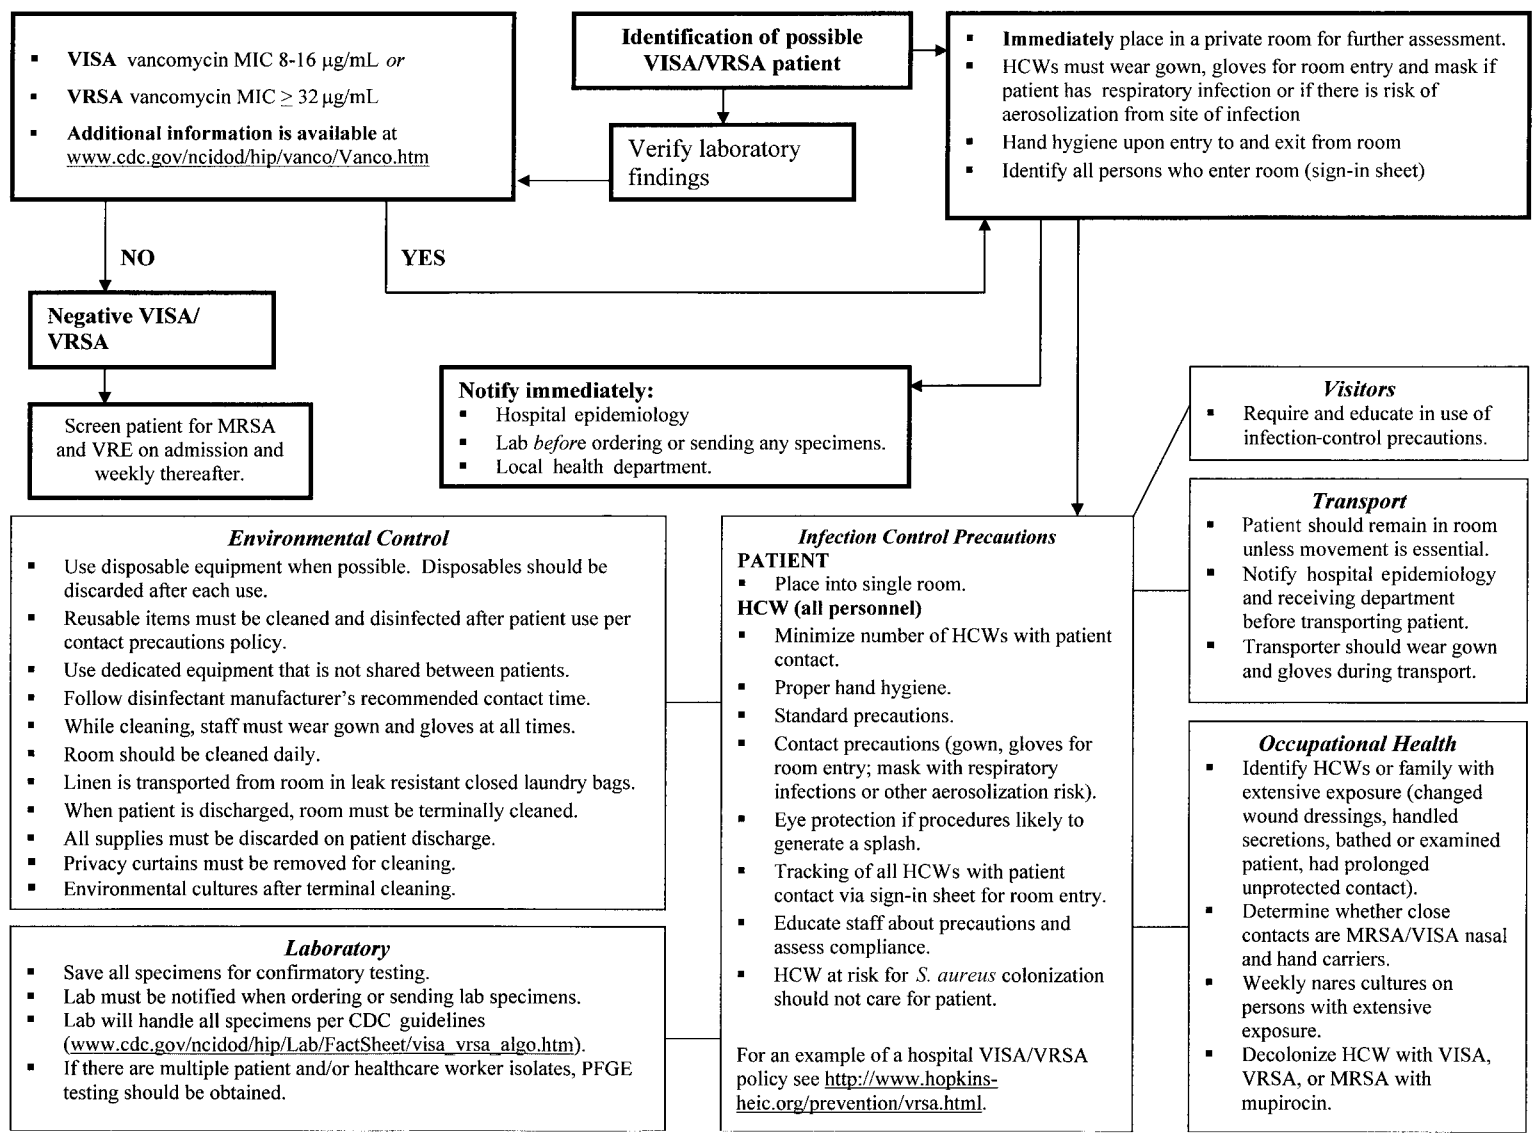 VISA vancomycin MIC 8-16 µg/mL or
VRSA vancomycin MIC ≥ 32 µg/mL
Additional information is available at
www.cdc.gov/ncidod/hip/vanco/Vanco.htm
Identification of possible
VISA/VRSA patient
Verify laboratory
findings
Immediately place in a private room for further assessment.
HCWs must wear gown, gloves for room entry and mask if
patient has respiratory infection or if there is risk of
aerosolization from site of infection
Hand hygiene upon entry to and exit from room
Identify all persons who enter room (sign-in sheet)
NO
YES
Negative VISA/
VRSA
Screen patient for MRSA
and VRE on admission and
weekly thereafter.
Notify immediately:
Hospital epidemiology
Lab before ordering or sending any specimens.
Local health department.
Visitors
Require and educate in use of
infection-control precautions.
Transport
Patient should remain in room
unless movement is essential.
Notify hospital epidemiology
and receiving department
before transporting patient.
Transporter should wear gown
and gloves during transport.
Environmental Control
Use disposable equipment when possible. Disposables should be
discarded after each use.
Reusable items must be cleaned and disinfected after patient use per
contact precautions policy.
Use dedicated equipment that is not shared between patients.
Follow disinfectant manufacturer's recommended contact time.
While cleaning, staff must wear gown and gloves at all times.
Room should be cleaned daily.
Linen is transported from room in leak resistant closed laundry bags.
When patient is discharged, room must be terminally cleaned.
All supplies must be discarded on patient discharge.
Privacy curtains must be removed for cleaning.
Environmental cultures after terminal cleaning.
Infection Control Precautions
PATIENT
Place into single room.
HCW (all personnel)
Minimize number of HCWs with patient
contact.
Proper hand hygiene.
Standard precautions.
Contact precautions (gown, gloves for
room entry; mask with respiratory
infections or other aerosolization risk).
Eye protection if procedures likely to
generate a splash.
Tracking of all HCWs with patient
contact via sign-in sheet for room entry.
Educate staff about precautions and
assess compliance.
HCW at risk for S. aureus colonization
should not care for patient.
For an example of a hospital VISA/VRSA
policy see http://www.hopkins-
heic.org/prevention/vrsa.html.
Occupational Health
Identify HCWs or family with
extensive exposure (changed
wound dressings, handled
secretions, bathed or examined
patient, had prolonged
unprotected contact).
Determine whether close
contacts are MRSA/VISA nasal
and hand carriers.
Weekly nares cultures on
persons with extensive
exposure.
Decolonize HCW with VISA,
VRSA, or MRSA with
mupirocin.
Laboratory
Save all specimens for confirmatory testing.
Lab must be notified when ordering or sending lab specimens.
Lab will handle all specimens per CDC guidelines
(www.cdc.gov/ncidod/hip/Lab/FactSheet/visa_vrsa_algo.htm).
If there are multiple patient and/or healthcare worker isolates, PFGE
testing should be obtained.